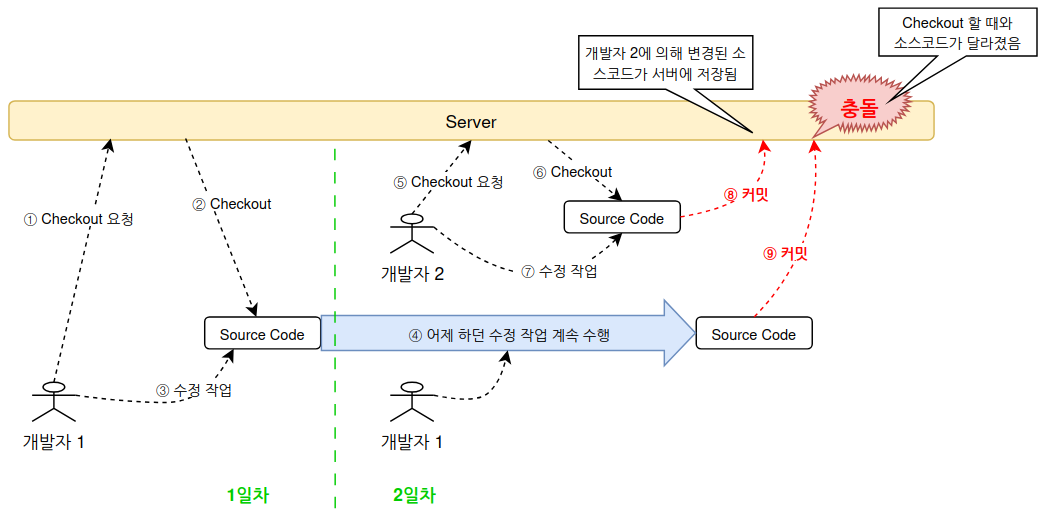 Checkout 할 때와
소스코드가 달라졌음
개발자 2에 의해 변경된 소
스코드가 서버에 저장됨
Server
충돌
① Checkout 요청
② Checkout
⑤ Checkout 요청
⑥ Checkout
⑧ 커밋
Source Code
개발자 2
⑦ 수정 작업
⑨ 커밋
Source Code
④ 어제 하던 수정 작업 계속 수행
Source Code
③ 수정 작업
개발자 1
개발자 1
1일차
2일차